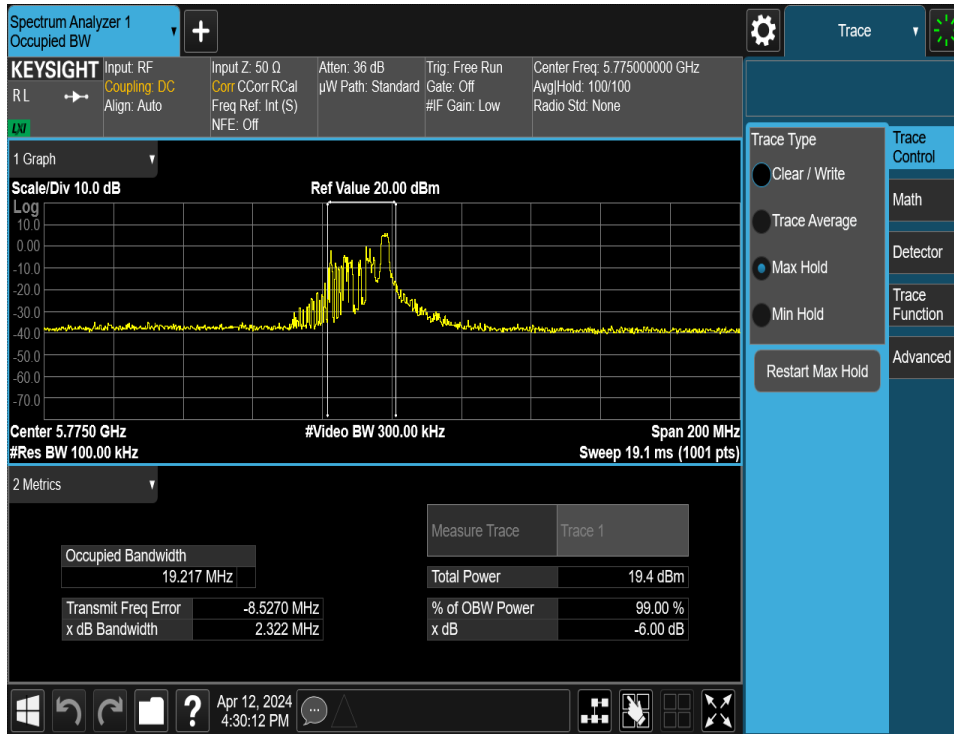 Spectrum Analyzer 1
Occupied BW
+
Trace
KEYSIGHT
R L
LXI
Input: RF
Coupling: DC
Align: Auto
Input Z: 50 Ω
Corr CCorr RCal
Freq Ref: Int (S)
NFE: Off
Atten: 36 dB
µW Path: Standard
Trig: Free Run
Gate: Off
#IF Gain: Low
Center Freq: 5.775000000 GHz
Avg|Hold: 100/100
Radio Std: None
1 Graph
Scale/Div 10.0 dB
Ref Value 20.00 dBm
Log
10.0
0.00
-10.0
-20.0
-30.0
-40.0
-50.0
-60.0
-70.0
Center 5.7750 GHz
#Video BW 300.00 kHz
Span 200 MHz
#Res BW 100.00 kHz
Sweep 19.1 ms (1001 pts)
2 Metrics
Measure Trace
Trace 1
Occupied Bandwidth
19.217 MHz
Total Power
19.4 dBm
Transmit Freq Error
-8.5270 MHz
% of OBW Power
99.00 %
x dB Bandwidth
2.322 MHz
x dB
-6.00 dB
Trace Type
Clear / Write
Trace Average
Max Hold
Min Hold
Restart Max Hold
Trace
Control
Math
Detector
Trace
Function
Advanced
?
Apr 12, 2024
4:30:12 PM